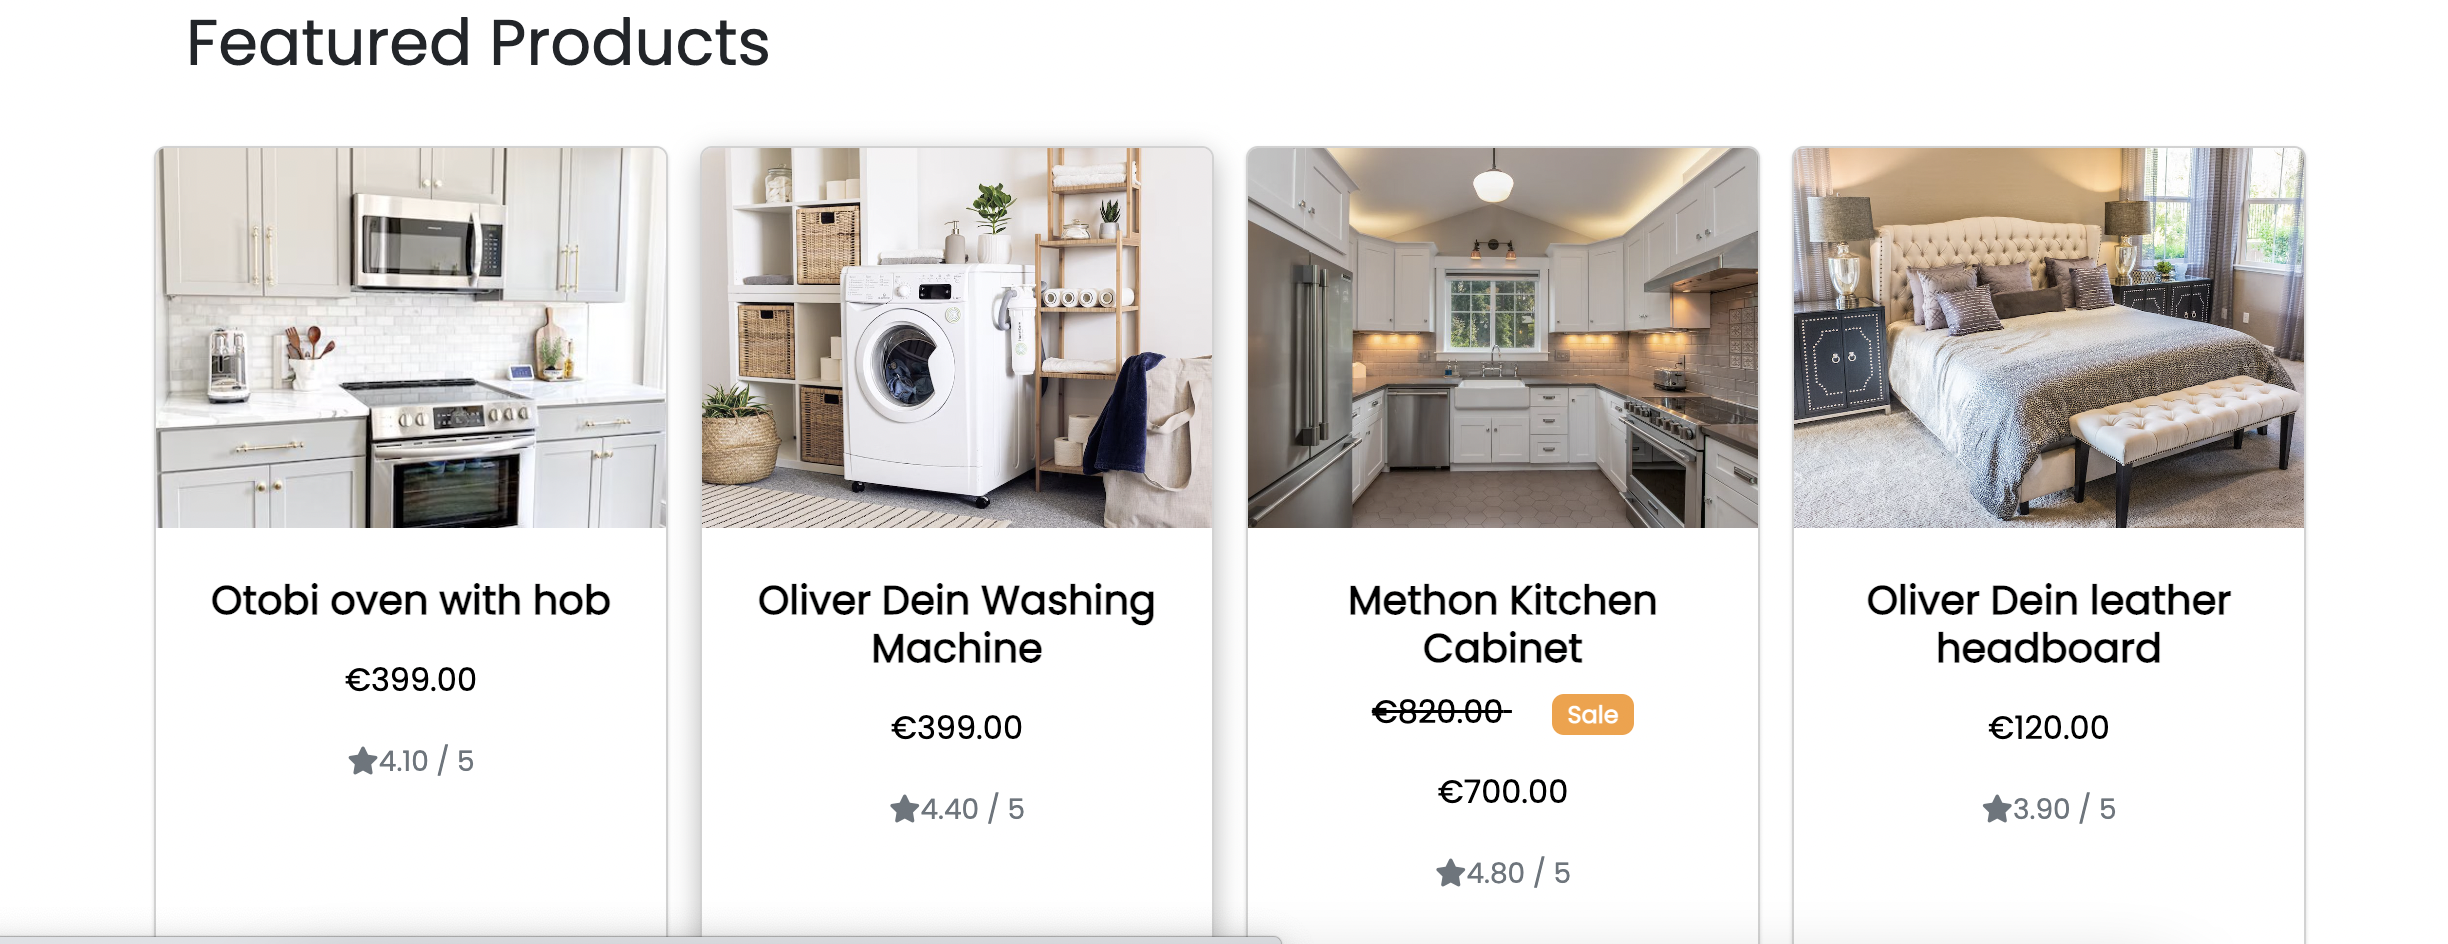 Featured Products
Otobi oven with hob
€399.00
4.10 / 5
Oliver Dein Washing
Machine
€399.00
4.40 / 5
Methon Kitchen
Cabinet
€820.00
Sale
€700.00
4.80 / 5
Oliver Dein leather
headboard
€120.00
3.90 / 5